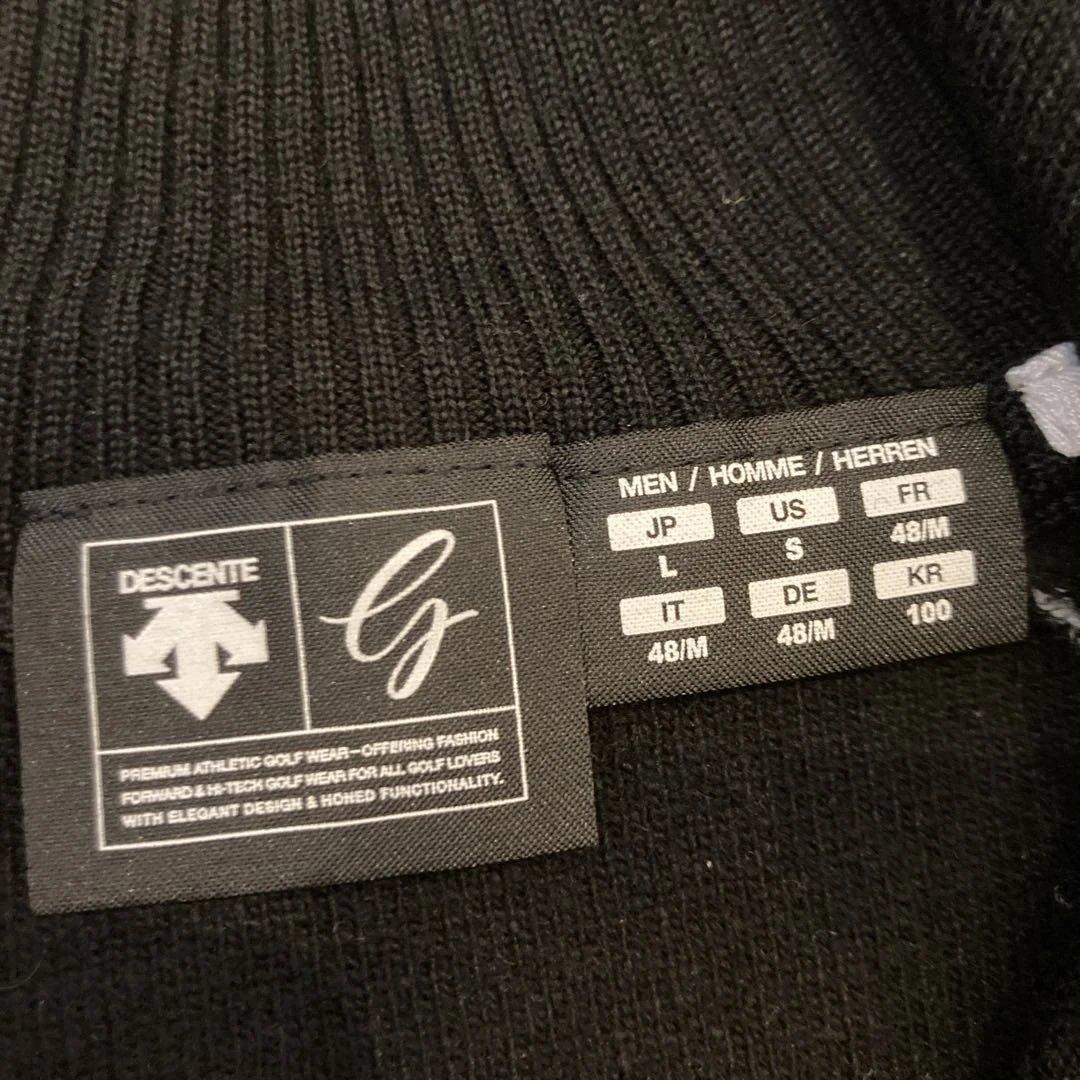 DESCENTE
G
PREMIUM ATHLETIC GOLF WEAR—OFFERING FASHION
FORWARD & HI-TECH GOLF WEAR FOR ALL GOLF LOVERS
WITH ELEGANT DESIGN & HONED FUNCTIONALITY.
MEN / HOMME / HERREN
JP US FR
L S 48/M
IT DE KR
48/M 48/M 100